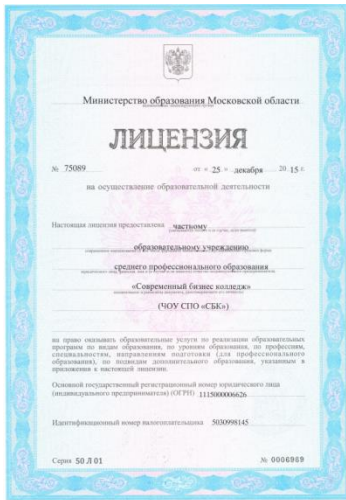 Министерство образования Московской области
ЛИЦЕНЗИЯ
№ 75089 от « 25 » декабря 2015 г.
на осуществление образовательной деятельности
Настоящая лицензия предоставлена частному
образовательному учреждению
среднего профессионального образования
«Современный бизнес колледж»
(ЧОУ СПО «СБК»)
на право оказывать образовательные услуги по реализации образовательных
программ по видам образования, по уровням образования, по профессиям,
специальностям, направлениям подготовки (для профессионального
образования), по подвидам дополнительного образования, указанным в
приложении к настоящей лицензии.
Основной государственный регистрационный номер юридического лица
(индивидуального предпринимателя) (ОГРН) 1115000006626
Идентификационный номер налогоплательщика 5030998145
Серия 50 Л 01 № 0006969